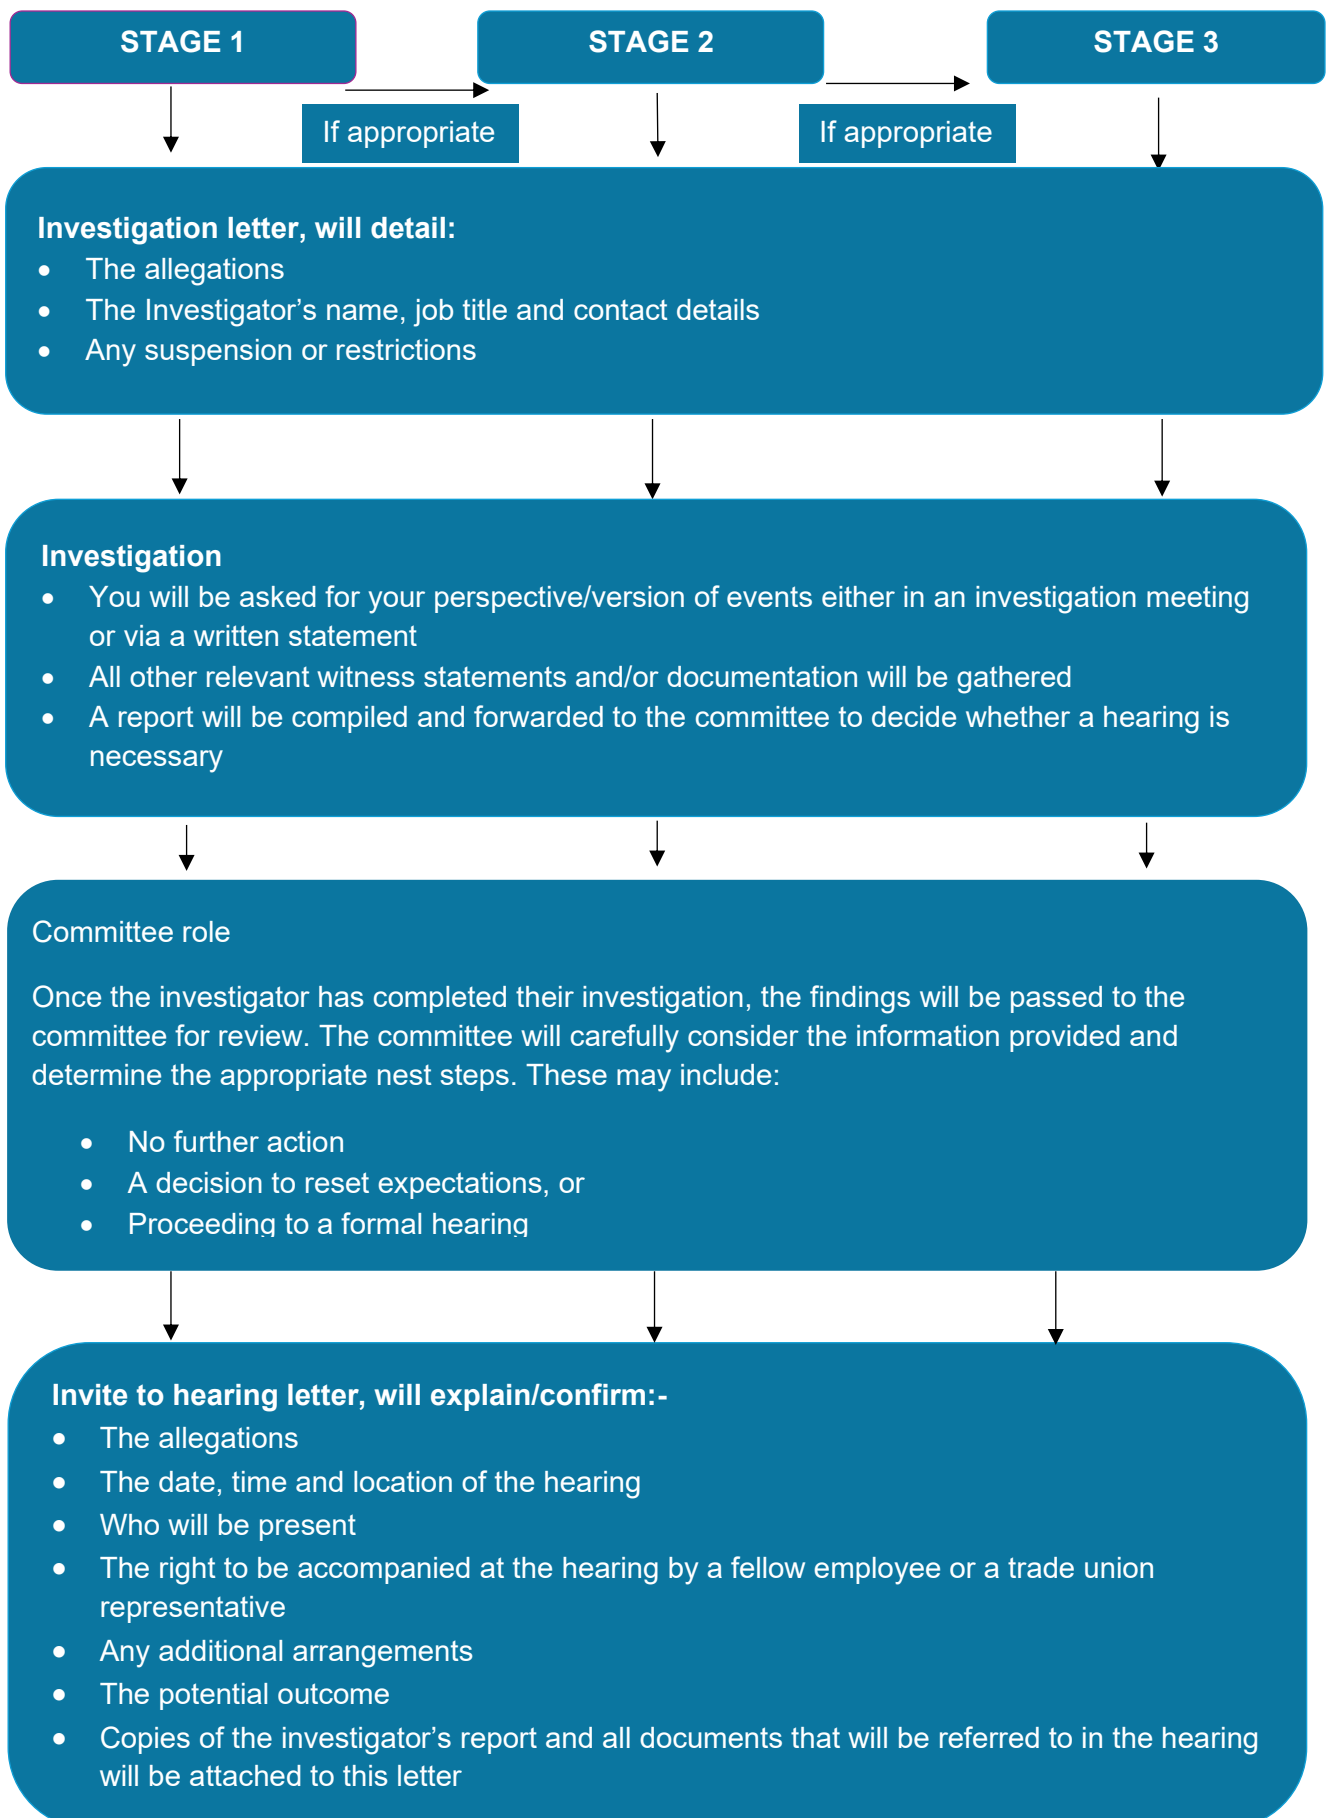 STAGE 1
STAGE 2
STAGE 3
If appropriate
If appropriate
Investigation letter, will detail:
• The allegations
• The Investigator’s name, job title and contact details
• Any suspension or restrictions
Investigation
• You will be asked for your perspective/version of events either in an investigation meeting
or via a written statement
• All other relevant witness statements and/or documentation will be gathered
• A report will be compiled and forwarded to the committee to decide whether a hearing is
necessary
Committee role
Once the investigator has completed their investigation, the findings will be passed to the
committee for review. The committee will carefully consider the information provided and
determine the appropriate nest steps. These may include:
• No further action
• A decision to reset expectations, or
• Proceeding to a formal hearing
Invite to hearing letter, will explain/confirm:-
• The allegations
• The date, time and location of the hearing
• Who will be present
• The right to be accompanied at the hearing by a fellow employee or a trade union
representative
• Any additional arrangements
• The potential outcome
• Copies of the investigator’s report and all documents that will be referred to in the hearing
will be attached to this letter